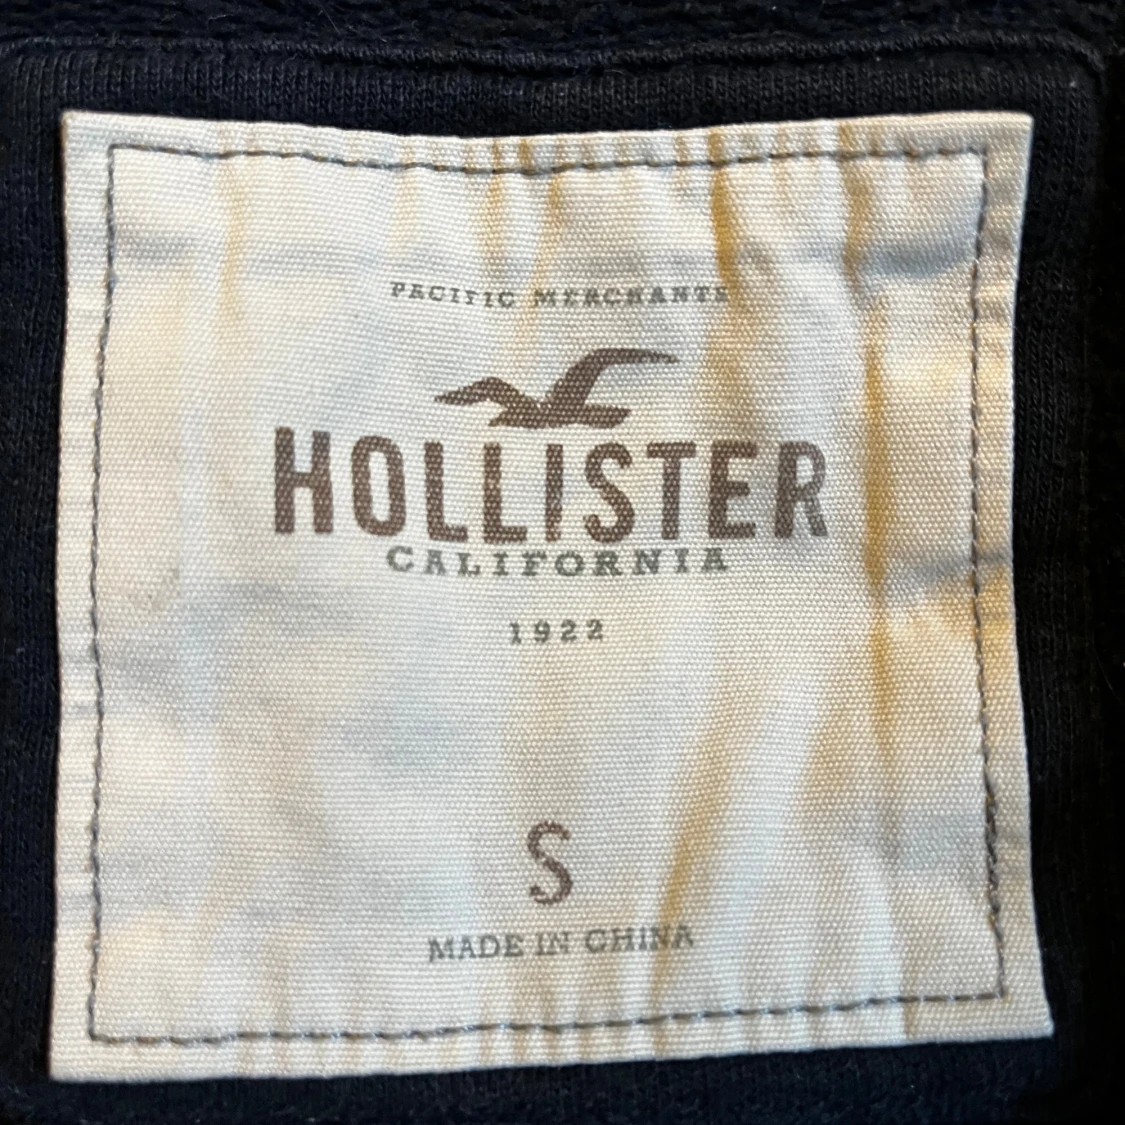 PACIFIC MERCHANTS
HOLLISTER
CALIFORNIA
1922
S
MADE IN CHINA